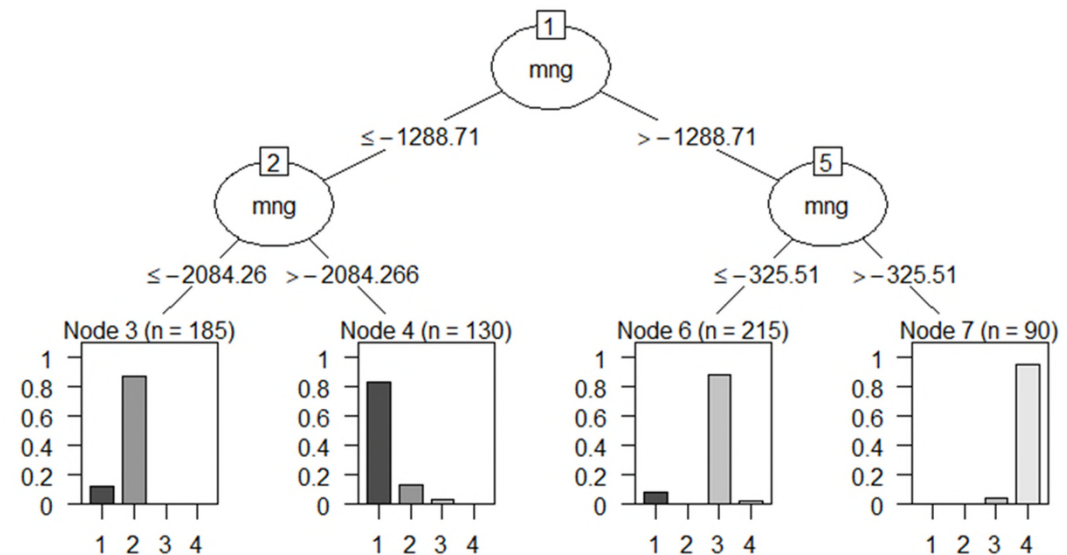 1
mng
≤ −1288.71 > −1288.71
2 5
mng mng
≤ −2084.26 > −2084.266 ≤ −325.51 > −325.51
Node 3 (n = 185) Node 4 (n = 130) Node 6 (n = 215) Node 7 (n = 90)
1 1 1 1
0.8 0.8 0.8 0.8
0.6 0.6 0.6 0.6
0.4 0.4 0.4 0.4
0.2 0.2 0.2 0.2
0 0 0 0
1 2 3 4 1 2 3 4 1 2 3 4 1 2 3 4